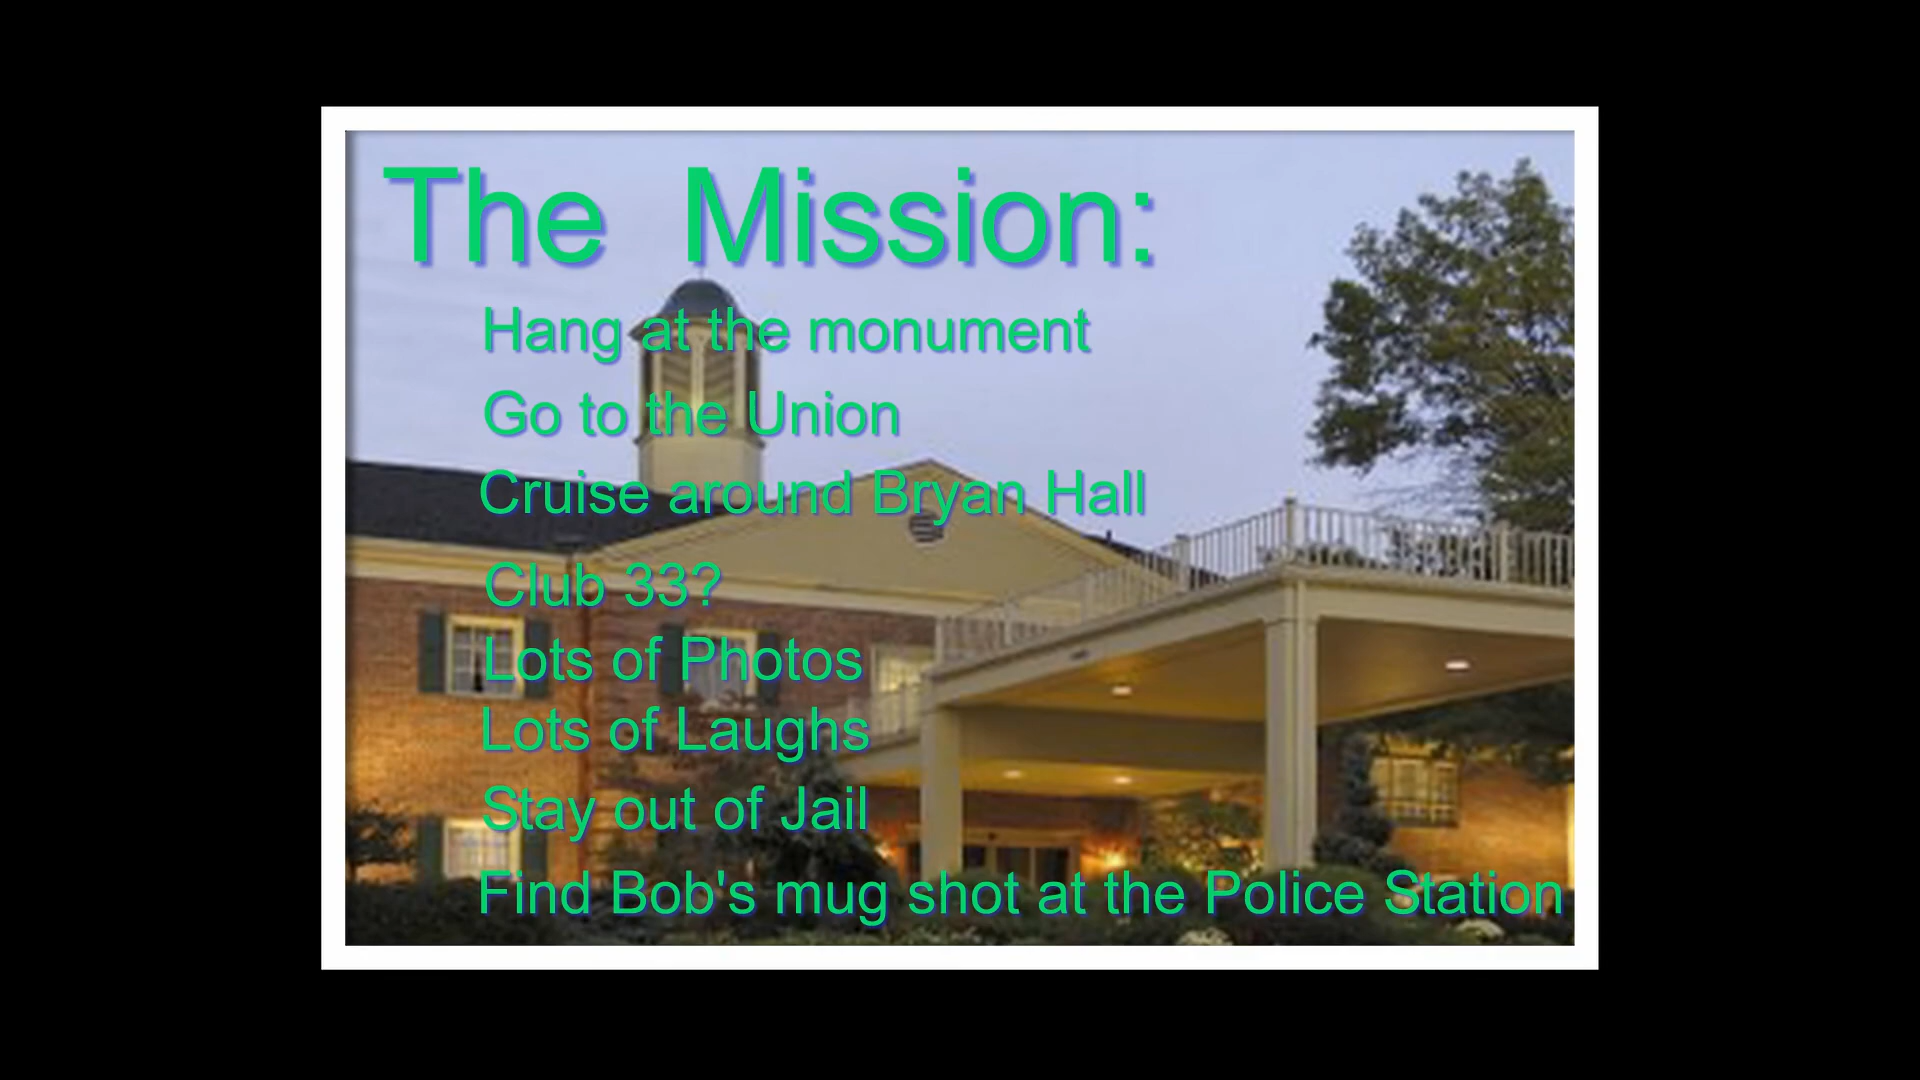 The Mission:
Hang at the monument
Go to the Union
Cruise around Bryan Hall
Club 33?
Lots of Photos
Lots of Laughs
Stay out of Jail
Find Bob's mug shot at the Police Station